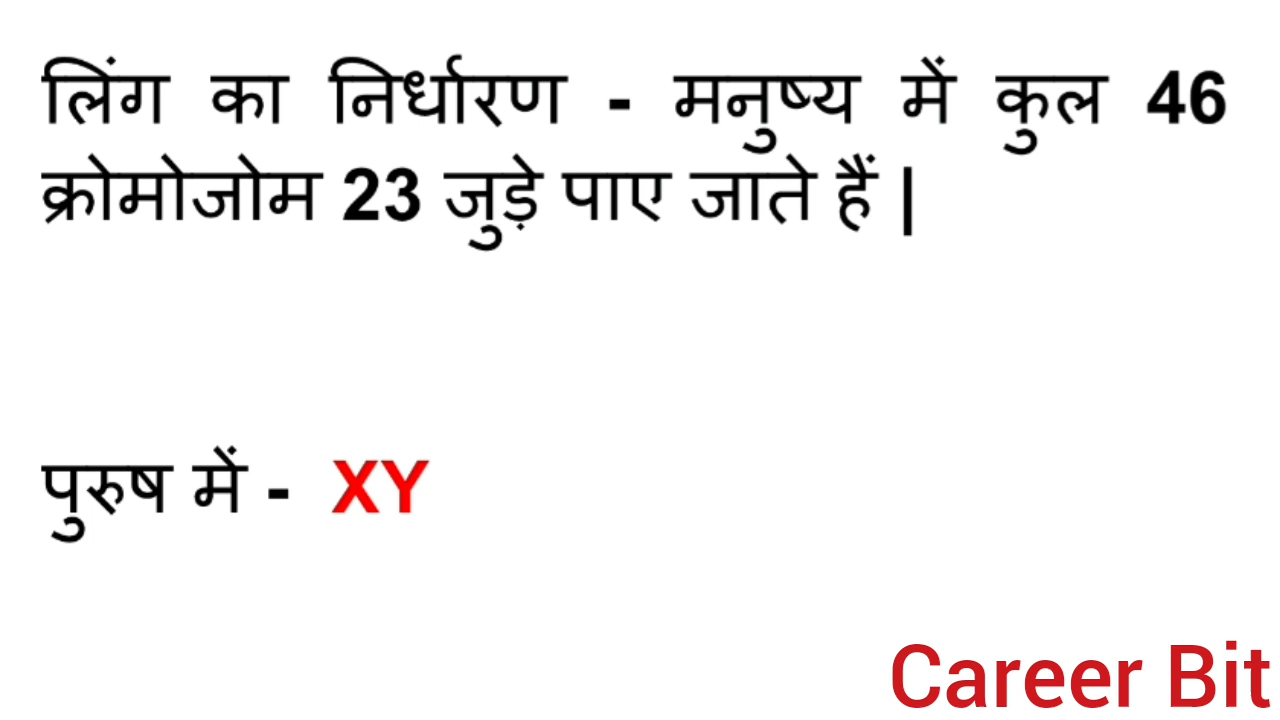 लिंग का निर्धारण - मनुष्य में कुल 46
क्रोमोजोम 23 जुड़े पाए जाते हैं |
पुरुष में - XY
Career Bit